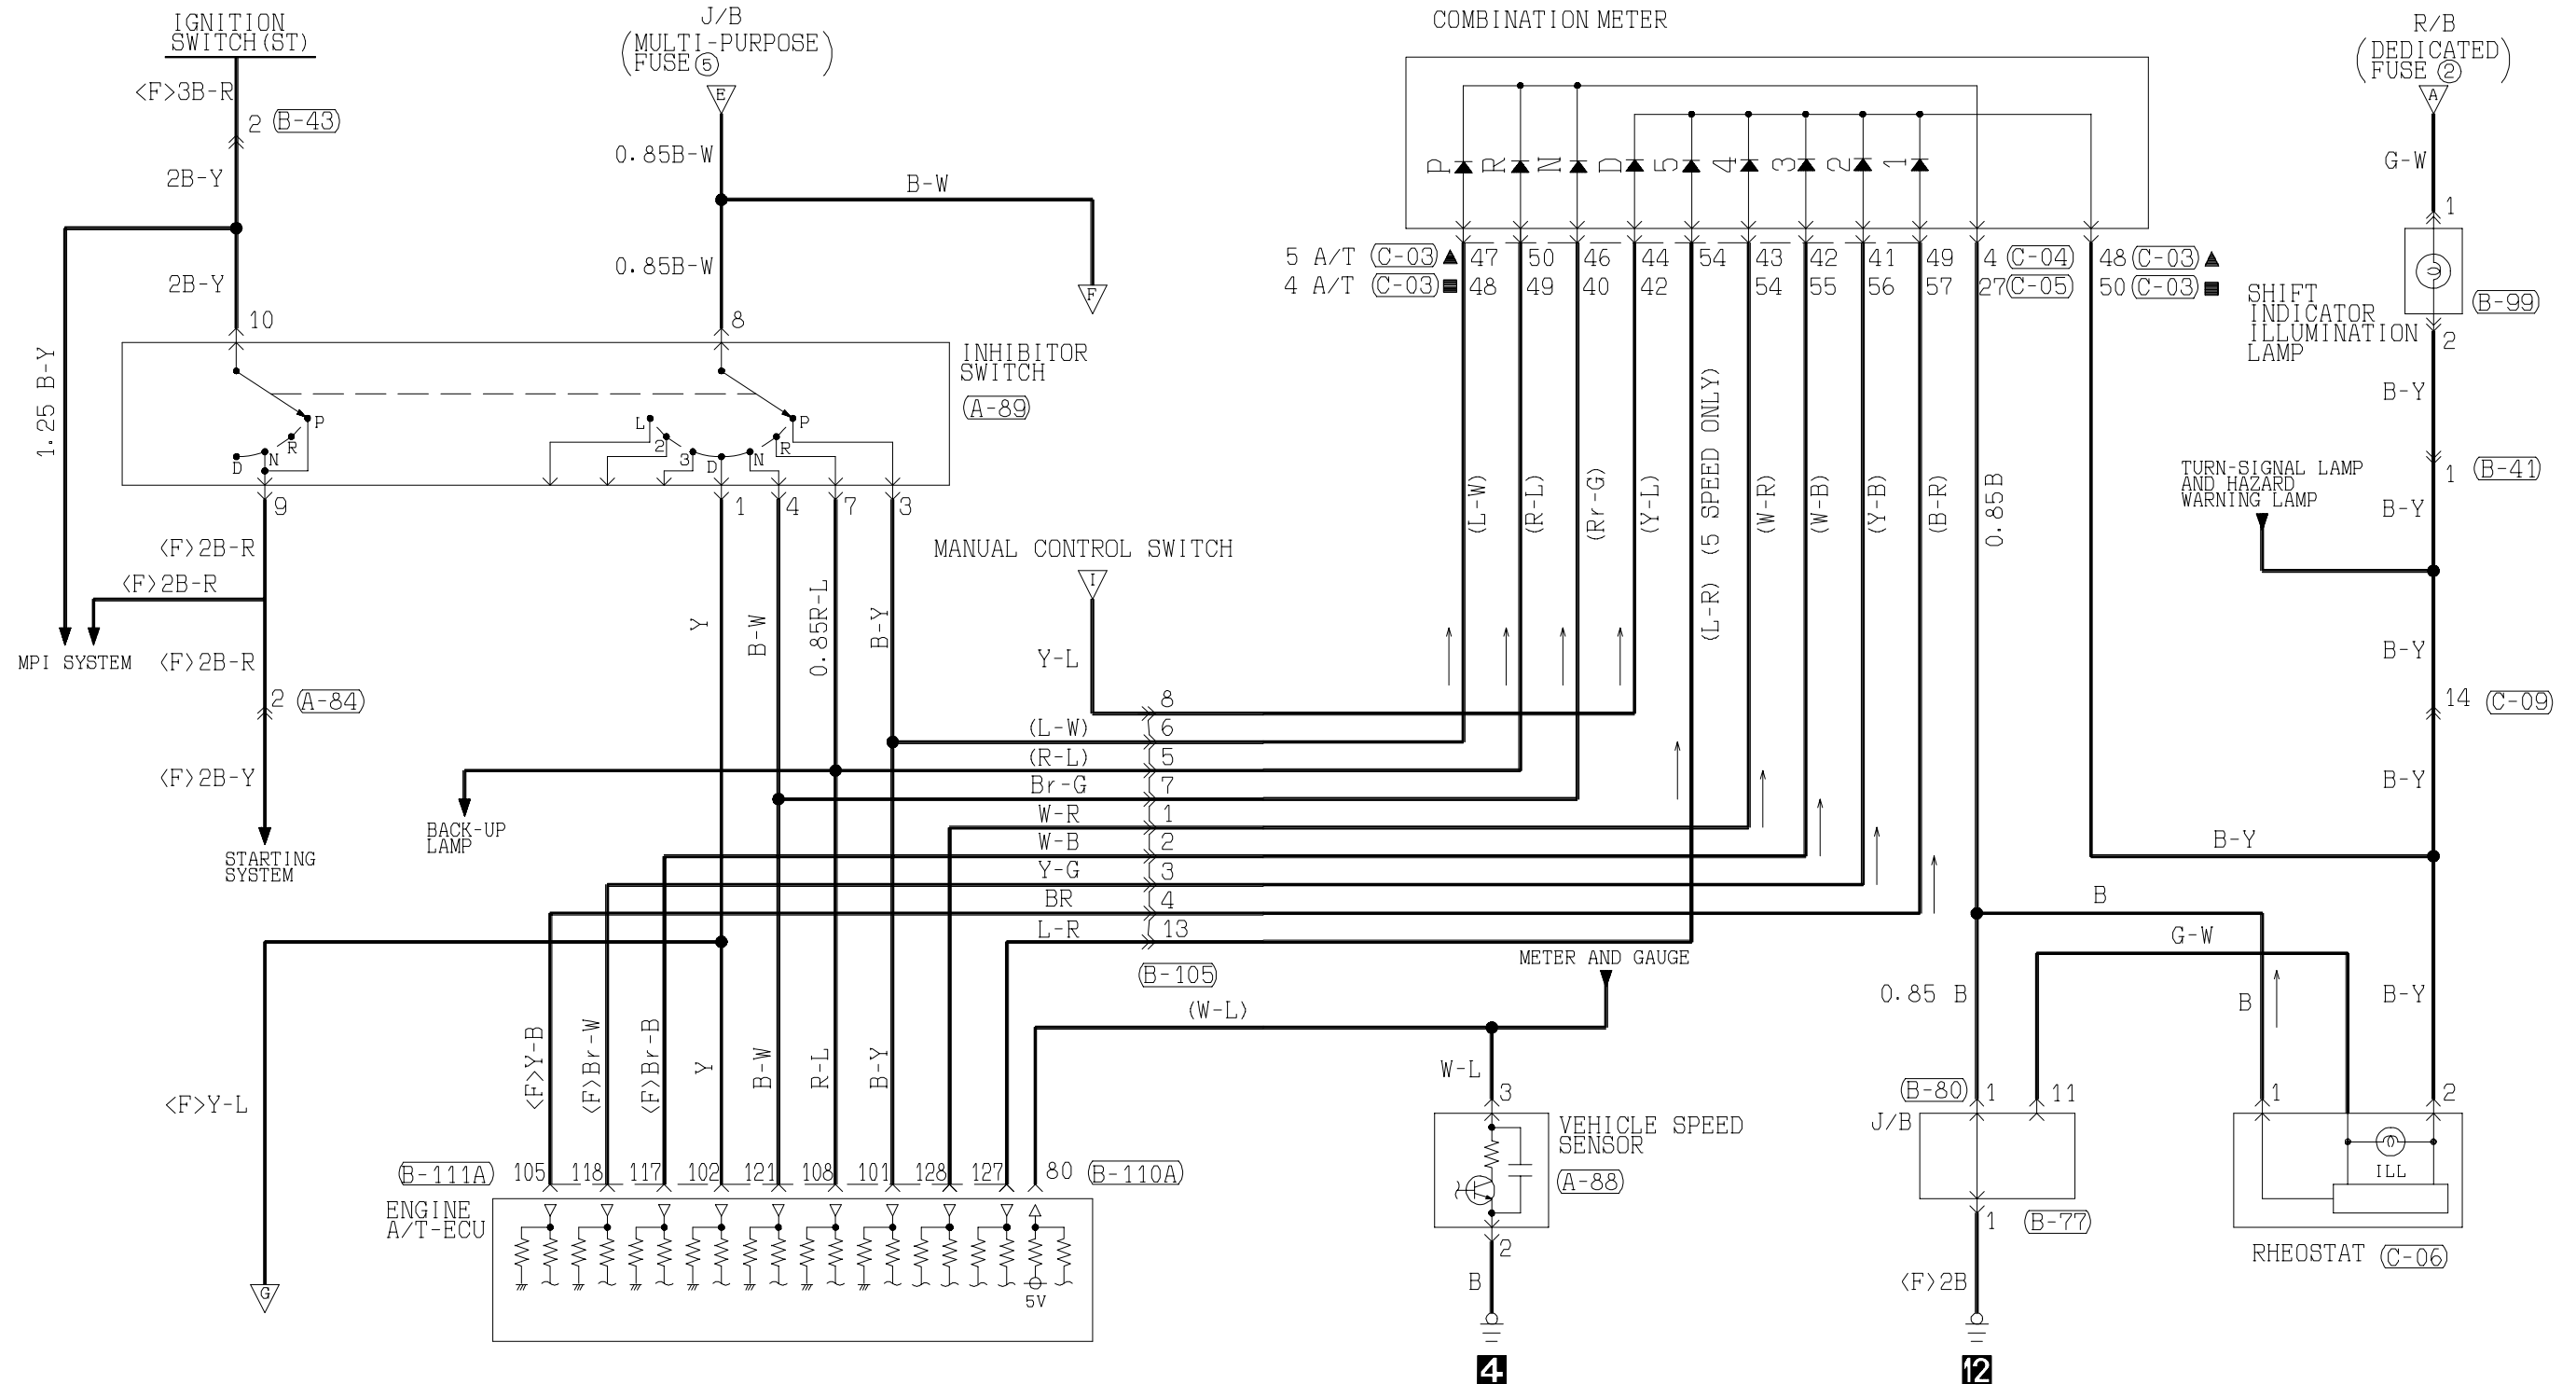 IGNITION
SWITCH(ST)
J/B
(MULTI-PURPOSE)
FUSE ⑤
COMBINATION METER
R/B
(DEDICATED)
FUSE ②
E
A
<F>3B-R
2 (B-43)
0.85B-W
G-W
P R N D 5 4 3 2 1
2B-Y
B-W
1
2B-Y
0.85B-W
F
5 A/T (C-03)▲ 47 50 46 44 54 43 42 41 49 4 (C-04) 48 (C-03)▲
4 A/T (C-03)■ 48 49 40 42 54 55 56 57 27 (C-05) 50 (C-03)■
SHIFT
INDICATOR
ILLUMINATION
LAMP
(B-99)
2
10
8
INHIBITOR
SWITCH
(A-89)
1.25 B-Y
P
R
N
D
L
2
3
D
N
R
P
B-Y
9
1
4
7
3
TURN-SIGNAL LAMP
AND HAZARD
WARNING LAMP
1 (B-41)
B-Y
(L-W)
(R-L)
(Rr-G)
(Y-L)
(L-R) (5 SPEED ONLY)
(W-R)
(W-B)
(Y-B)
(B-R)
0.85B
<F>2B-R
<F>2B-R
MANUAL CONTROL SWITCH
I
MPI SYSTEM
<F>2B-R
Y
B-W
0.85R-L
B-Y
Y-L
B-Y
2 (A-84)
14 (C-09)
<F>2B-Y
8
(L-W) 6
(R-L) 5
Br-G 7
W-R 1
W-B 2
Y-G 3
BR 4
L-R 13
(B-105)
B-Y
BACK-UP
LAMP
STARTING
SYSTEM
B-Y
B
G-W
METER AND GAUGE
(W-L)
0.85 B
B
B-Y
<F>Y-L
<F>Y-B
<F>Br-W
<F>Br-B
Y
B-W
R-L
B-Y
W-L
3
(B-80) 1
11
1
2
J/B
VEHICLE SPEED
SENSOR
(A-88)
(B-111A) 105 118 117 102 121 108 101 128 127 80 (B-110A)
ENGINE
A/T-ECU
ILL
2
1 (B-77)
RHEOSTAT (C-06)
G
5V
B
<F>2B
4
12